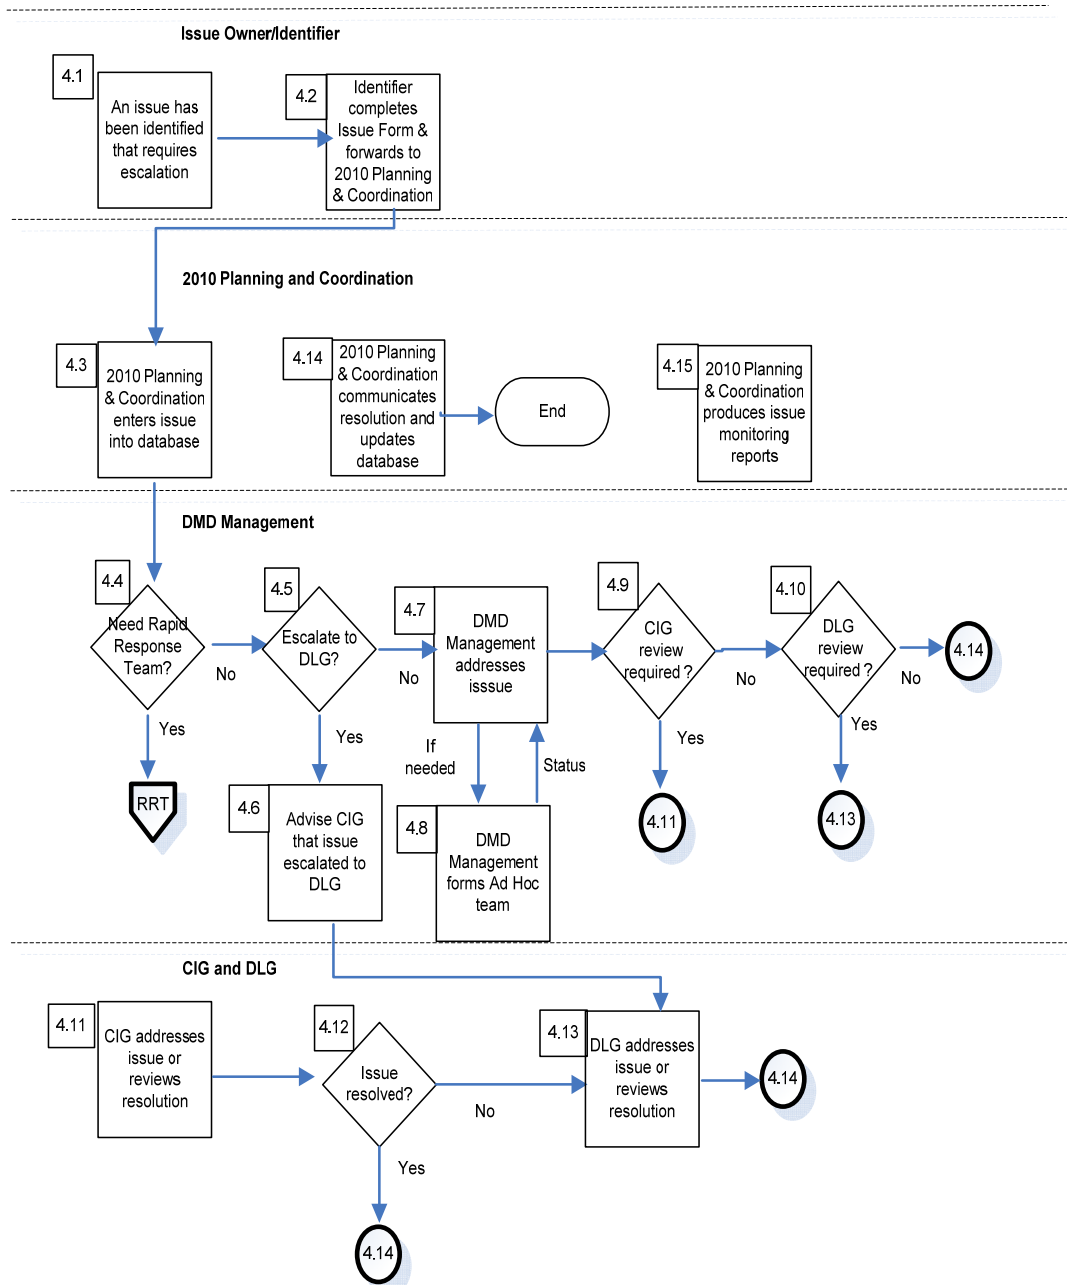 Issue Owner/Identifier
4.1
An issue has
been identified
that requires
escalation
4.2
Identifier
completes
Issue Form &
forwards to
2010 Planning
& Coordination
2010 Planning and Coordination
4.3
2010 Planning
& Coordination
enters issue
into database
4.14
2010 Planning
& Coordination
communicates
resolution and
updates
database
End
4.15
2010 Planning
& Coordination
produces issue
monitoring
reports
DMD Management
4.4
Need Rapid
Response
Team?
No
Yes
RRT
4.5
Escalate to
DLG?
No
Yes
4.6
Advise CIG
that issue
escalated to
DLG
4.7
DMD
Management
addresses
isssue
If
needed
Status
4.8
DMD
Management
forms Ad Hoc
team
4.9
CIG
review
required ?
No
Yes
4.11
4.10
DLG
review
required ?
No
4.14
Yes
4.13
CIG and DLG
4.11
CIG addresses
issue or
reviews
resolution
4.12
Issue
resolved?
No
Yes
4.14
4.13
DLG addresses
issue or
reviews
resolution
4.14